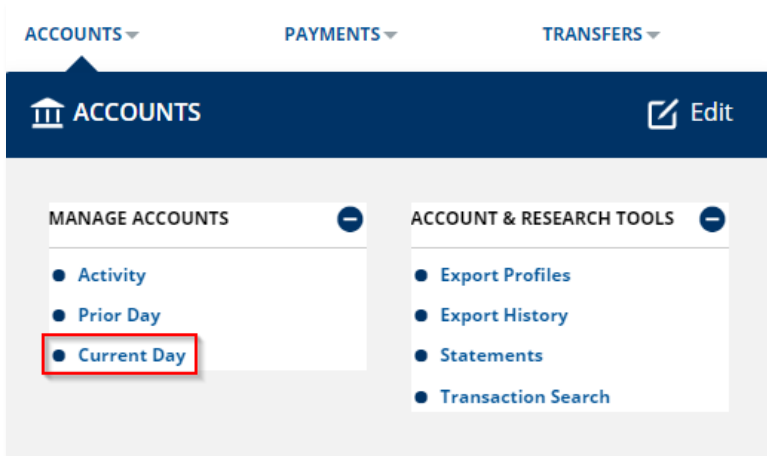 ACCOUNTS
PAYMENTS
TRANSFERS
ACCOUNTS
Edit
MANAGE ACCOUNTS
Activity
Prior Day
Current Day
ACCOUNT & RESEARCH TOOLS
Export Profiles
Export History
Statements
Transaction Search